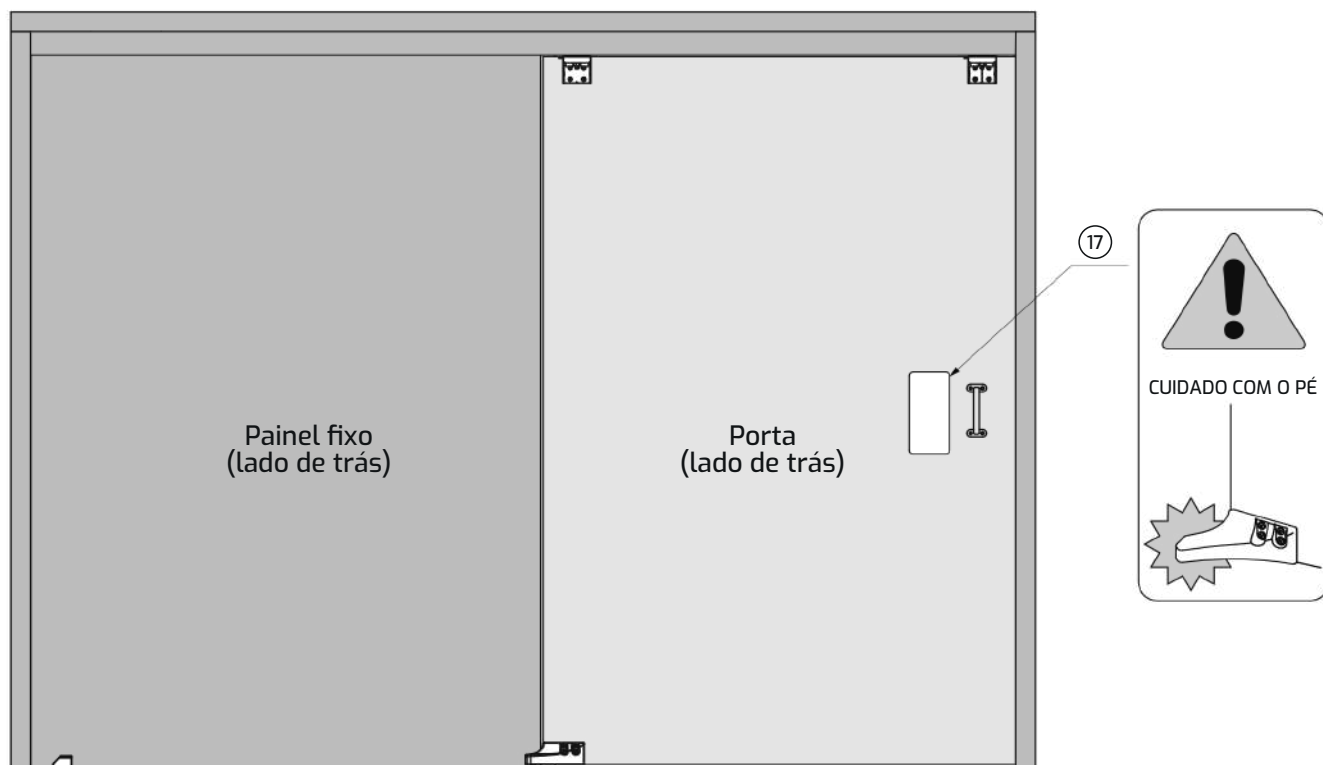 17
CUIDADO COM O PÉ
Painel fixo
(lado de trás)
Porta
(lado de trás)